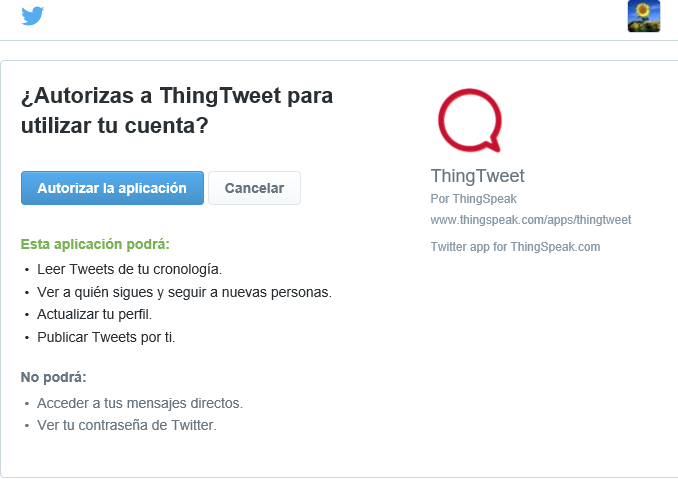 ¿Autorizas a ThingTweet para
utilizar tu cuenta?
Autorizar la aplicación
Cancelar
Esta aplicación podrá:
• Leer Tweets de tu cronología.
• Ver a quién sigues y seguir a nuevas personas.
• Actualizar tu perfil.
• Publicar Tweets por ti.
No podrá:
• Acceder a tus mensajes directos.
• Ver tu contraseña de Twitter.
ThingTweet
Por ThingSpeak
www.thingspeak.com/apps/thingtweet
Twitter app for ThingSpeak.com